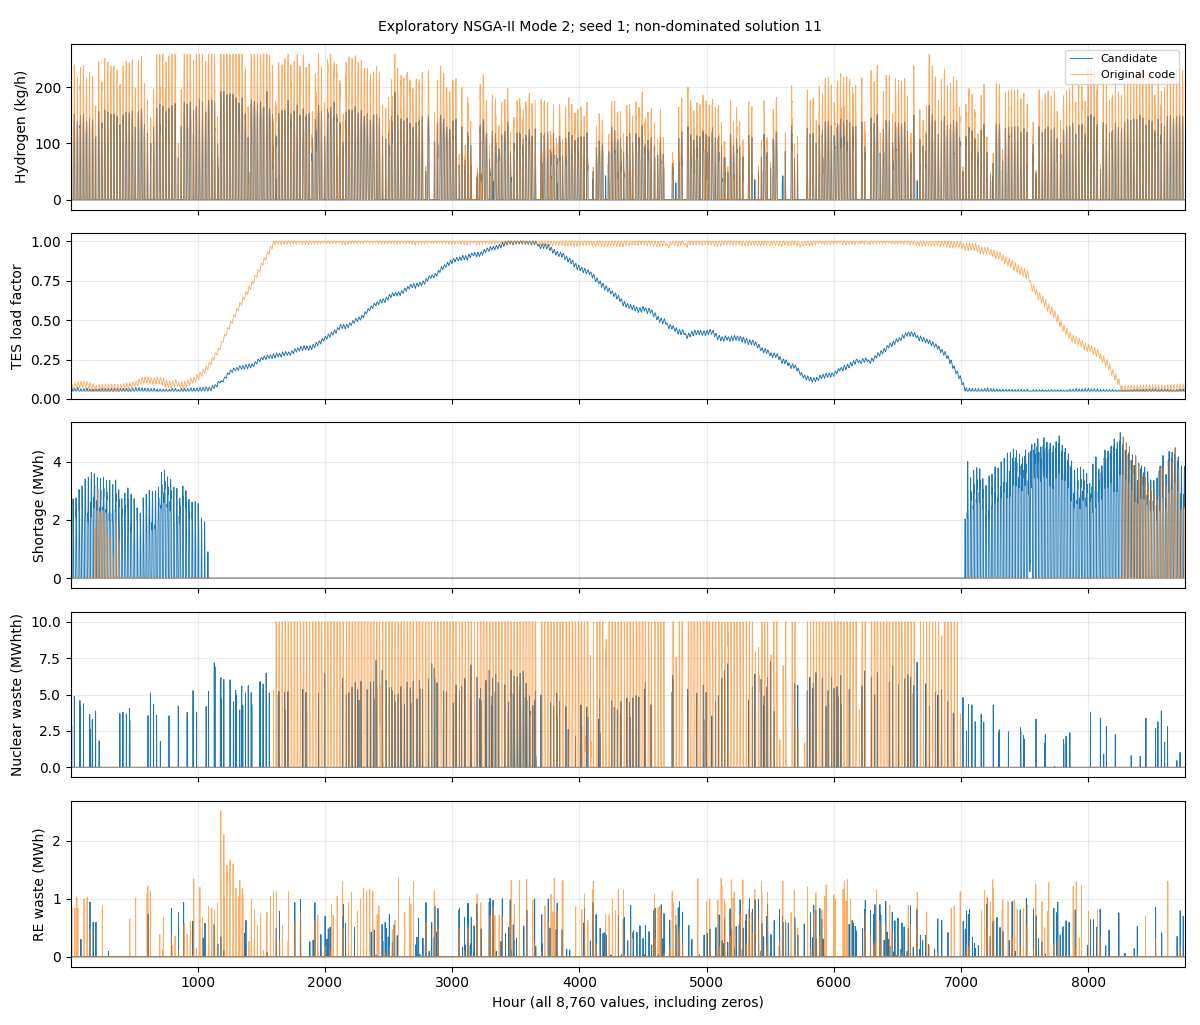 Exploratory NSGA-II Mode 2; seed 1; non-dominated solution 11
Hydrogen (kg/h)
200
100
0
Candidate
Original code
TES load factor
1.00
0.75
0.50
0.25
0.00
Shortage (MWh)
4
2
0
Nuclear waste (MWhth)
10.0
7.5
5.0
2.5
0.0
RE waste (MWh)
2
1
0
1000 2000 3000 4000 5000 6000 7000 8000
Hour (all 8,760 values, including zeros)